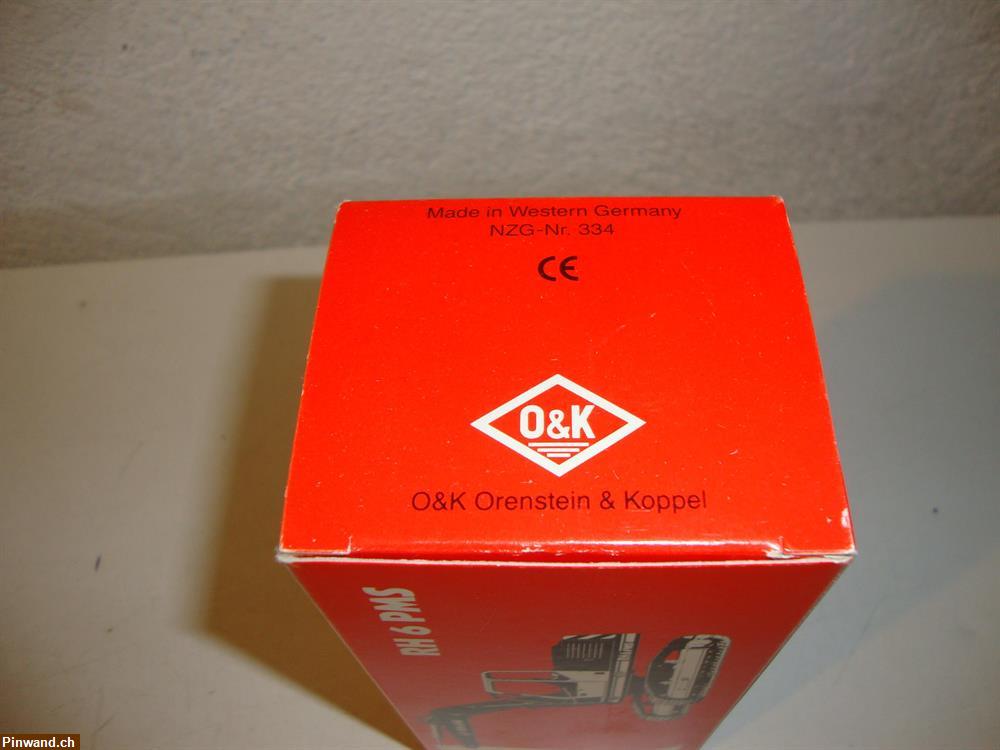 Made in Western Germany
NZG-Nr. 334
CE
O&K
O&K Orenstein & Koppel
RH 6 PMS
Pinwand.ch